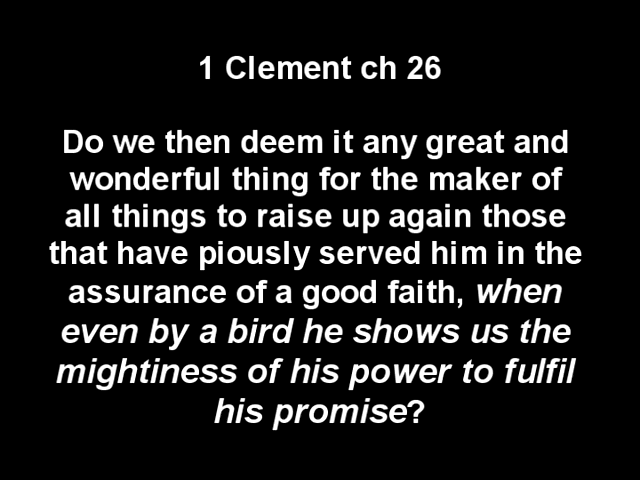 1 Clement ch 26
Do we then deem it any great and
wonderful thing for the maker of
all things to raise up again those
that have piously served him in the
assurance of a good faith, when
even by a bird he shows us the
mightiness of his power to fulfil
his promise?